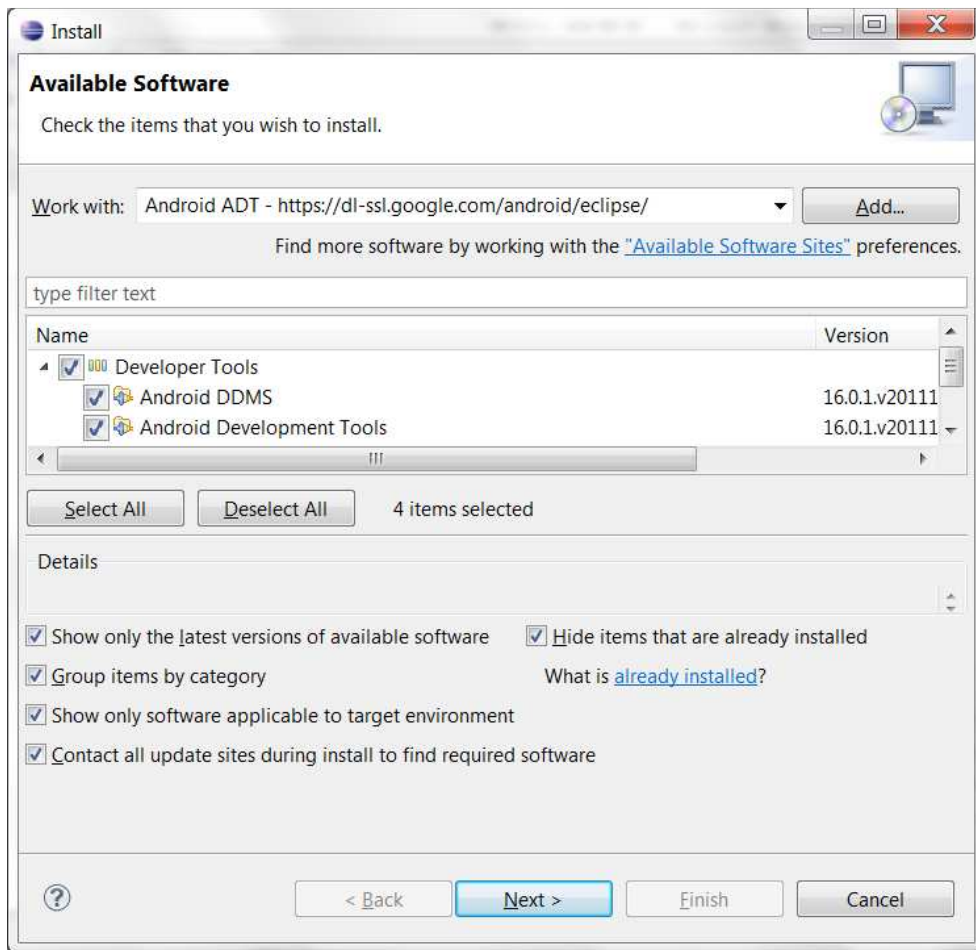 Install
Available Software
Check the items that you wish to install.
Work with: Android ADT - https://dl-ssl.google.com/android/eclipse/ Add...
Find more software by working with the "Available Software Sites" preferences.
type filter text
Name Version
Developer Tools
Android DDMS 16.0.1.v20111
Android Development Tools 16.0.1.v20111
Select All Deselect All 4 items selected
Details
Show only the latest versions of available software Hide items that are already installed
Group items by category What is already installed?
Show only software applicable to target environment
Contact all update sites during install to find required software
? < Back Next > Finish Cancel